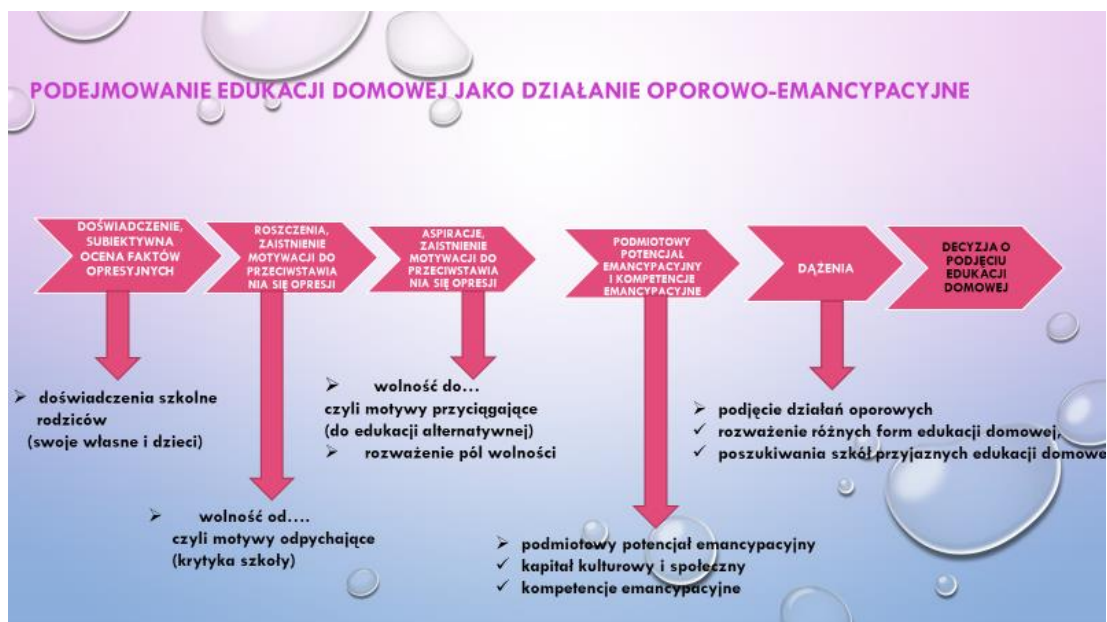 PODEJMOWANIE EDUKACJI DOMOWEJ JAKO DZIAŁANIE OPOROWO-EMANCYPACYJNE
DOŚWIADCZENIE,
SUBIEKTYWNA
OCENA FAKTÓW
OPRESYJNYCH
ROSZCZENIA,
ZAISTNIENIE
MOTYWACJI DO
PRZECIWSTAWIA
NIA SIĘ OPRESJI
ASPIRACJE,
ZAISTNIENIE
MOTYWACJI DO
PRZECIWSTAWIA
NIA SIĘ OPRESJI
PODMIOTOWY
POTENCJAŁ
EMANCYPACYJNY
I KOMPETENCJE
EMANCYPACYJNE
DĄŻENIA
DECYZJA O
PODJĘCIU
EDUKACJI
DOMOWEJ
➢ doświadczenia szkolne
rodziców
(swoje własne i dzieci)
➢ wolność od....
czyli motywy odpychające
(krytyka szkoły)
➢ wolność do...
czyli motywy przyciągające
(do edukacji alternatywnej)
➢ rozważenie pól wolności
➢ podmiotowy potencjał emancypacyjny
✓ kapitał kulturowy i społeczny
✓ kompetencje emancypacyjne
➢ podjęcie działań oporowych
✓ rozważenie różnych form edukacji domowej,
✓ poszukiwania szkół przyjaznych edukacji domowe